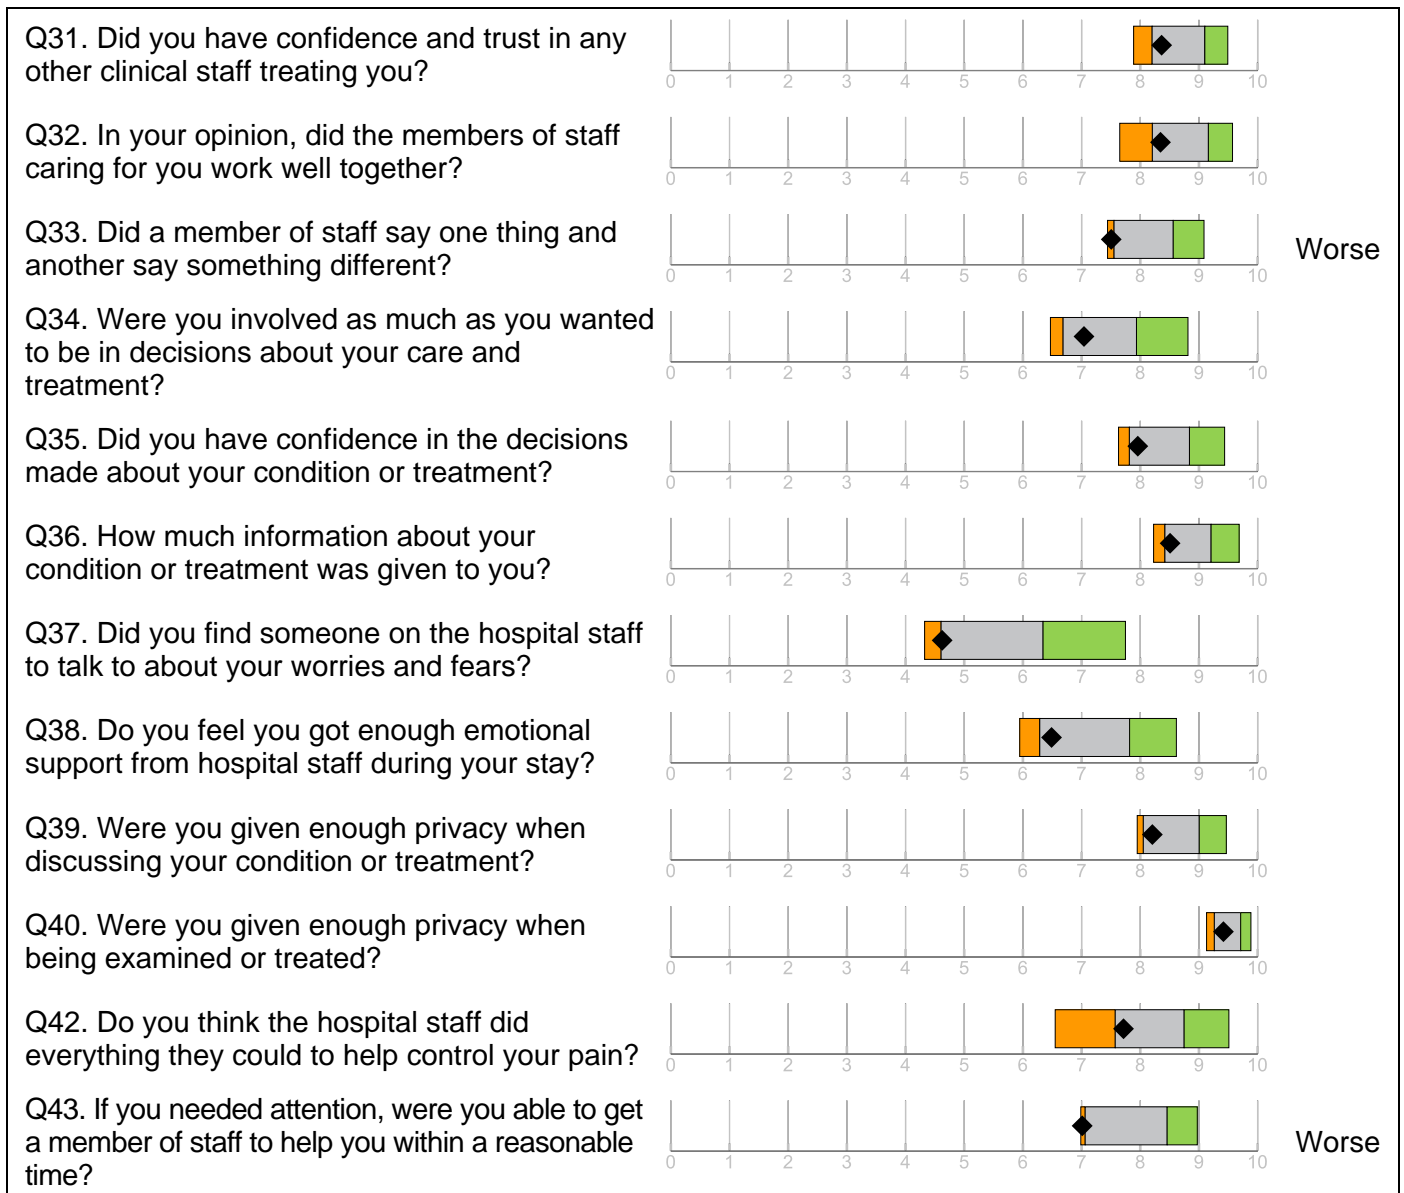 Q31. Did you have confidence and trust in any
other clinical staff treating you?
0 1 2 3 4 5 6 7 8 9 10
Q32. In your opinion, did the members of staff
caring for you work well together?
0 1 2 3 4 5 6 7 8 9 10
Q33. Did a member of staff say one thing and
another say something different?
Worse
0 1 2 3 4 5 6 7 8 9 10
Q34. Were you involved as much as you wanted
to be in decisions about your care and
treatment?
0 1 2 3 4 5 6 7 8 9 10
Q35. Did you have confidence in the decisions
made about your condition or treatment?
0 1 2 3 4 5 6 7 8 9 10
Q36. How much information about your
condition or treatment was given to you?
0 1 2 3 4 5 6 7 8 9 10
Q37. Did you find someone on the hospital staff
to talk to about your worries and fears?
0 1 2 3 4 5 6 7 8 9 10
Q38. Do you feel you got enough emotional
support from hospital staff during your stay?
0 1 2 3 4 5 6 7 8 9 10
Q39. Were you given enough privacy when
discussing your condition or treatment?
0 1 2 3 4 5 6 7 8 9 10
Q40. Were you given enough privacy when
being examined or treated?
0 1 2 3 4 5 6 7 8 9 10
Q42. Do you think the hospital staff did
everything they could to help control your pain?
0 1 2 3 4 5 6 7 8 9 10
Q43. If you needed attention, were you able to get
a member of staff to help you within a reasonable
time?
Worse
0 1 2 3 4 5 6 7 8 9 10